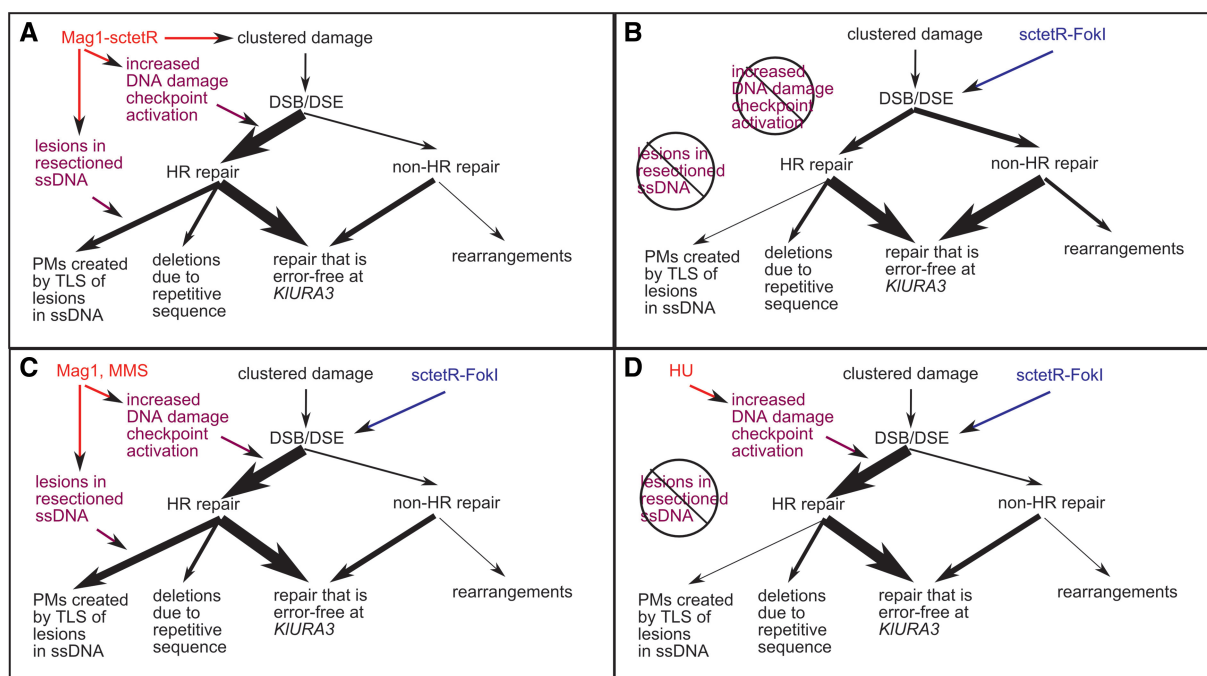 A
Mag1-sctetR
clustered damage
increased
DNA damage
checkpoint
activation
DSB/DSE
lesions in
resectioned
ssDNA
HR repair
non-HR repair
PMs created
by TLS of
lesions
in ssDNA
deletions
due to
repetitive
sequence
repair that is
error-free at
KlURA3
rearrangements
B
clustered damage
sctetR-FokI
increased
DNA damage
checkpoint
activation
DSB/DSE
lesions in
resectioned
ssDNA
HR repair
non-HR repair
PMs created
by TLS of
lesions
in ssDNA
deletions
due to
repetitive
sequence
repair that is
error-free at
KlURA3
rearrangements
C
Mag1, MMS
clustered damage
sctetR-FokI
increased
DNA damage
checkpoint
activation
DSB/DSE
lesions in
resectioned
ssDNA
HR repair
non-HR repair
PMs created
by TLS of
lesions
in ssDNA
deletions
due to
repetitive
sequence
repair that is
error-free at
KlURA3
rearrangements
D
HU
clustered damage
sctetR-FokI
increased
DNA damage
checkpoint
activation
DSB/DSE
lesions in
resectioned
ssDNA
HR repair
non-HR repair
PMs created
by TLS of
lesions
in ssDNA
deletions
due to
repetitive
sequence
repair that is
error-free at
KlURA3
rearrangements